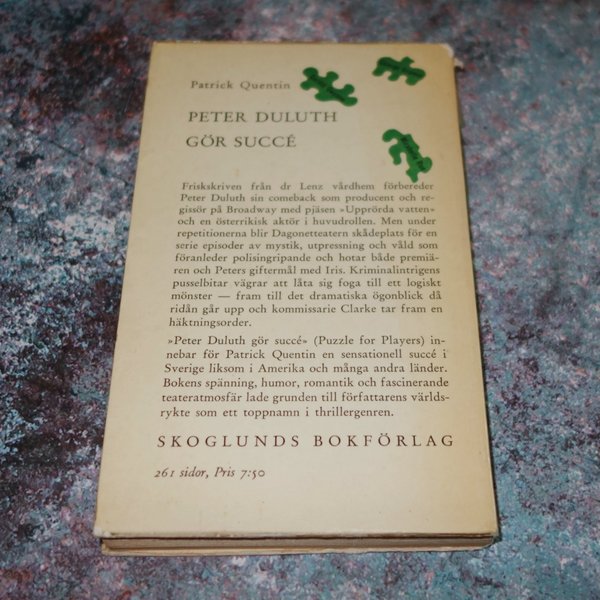 Patrick Quentin
PETER DULUTH
GÖR SUCCÉ
Friskskriven från dr Lenz vårdhem förbereder
Peter Duluth sin comeback som producent och re-
gissör på Broadway med pjäsen »Upprörda vatten»
och en österrikisk aktör i huvudrollen. Men under
repetitionerna blir Dagonetteatern skådeplats för en
serie episoder av mystik, utpressning och våld som
föranleder polisingripande och hotar både premiä-
ren och Peters giftermål med Iris. Kriminalintrigens
pusselbitar vägrar att låta sig foga till ett logiskt
mönster — fram till det dramatiska ögonblick då
ridån går upp och kommissarie Clarke tar fram en
häktningsorder.
»Peter Duluth gör succé» (Puzzle for Players) in-
nebar för Patrick Quentin en sensationell succé i
Sverige liksom i Amerika och många andra länder.
Bokens spänning, humor, romantik och fascinerande
teateratmosfär lade grunden till författarens världs-
rykte som ett toppnamn i thrillergenren.
SKOGLUNDS BOKFÖRLAG
261 sidor, Pris 7:50